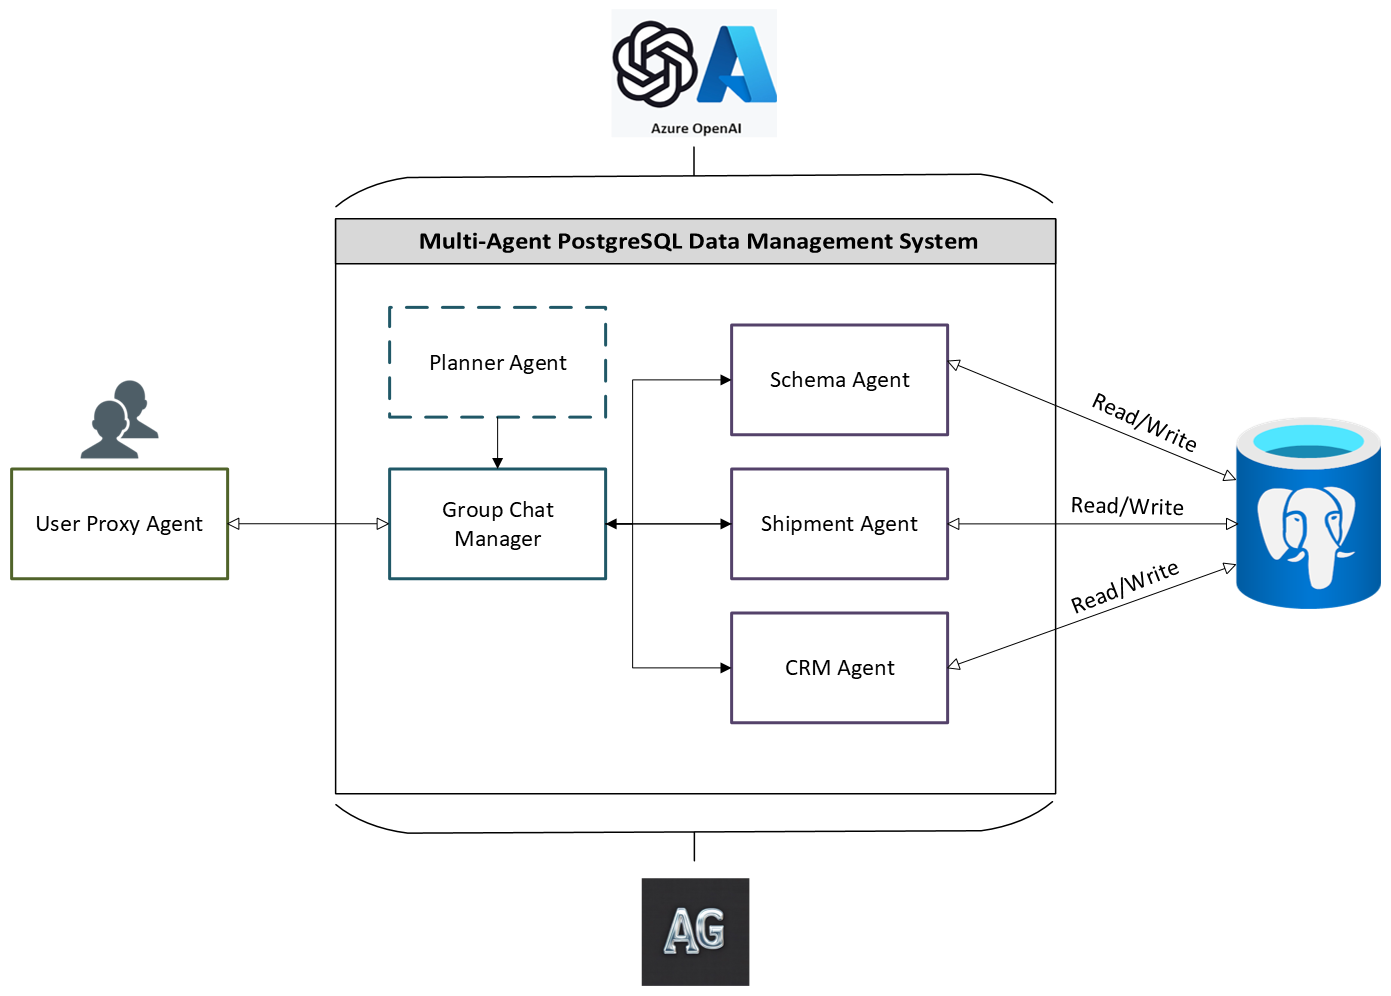 Azure OpenAI
Multi-Agent PostgreSQL Data Management System
Planner Agent
Schema Agent
Read/Write
User Proxy Agent
Group Chat
Manager
Shipment Agent
Read/Write
CRM Agent
Read/Write
AG